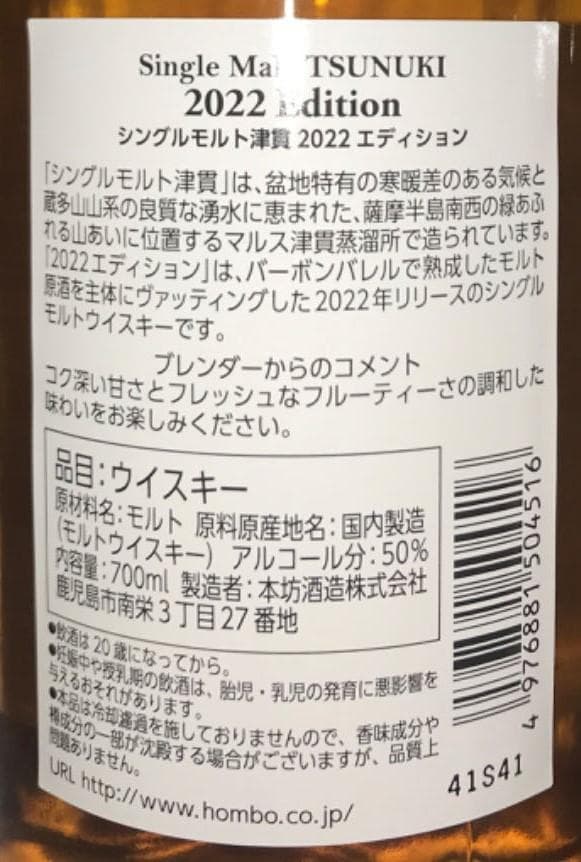 Single Mal TSUNUKI
2022 Edition
シングルモルト津貫 2022 エディション
「シングルモルト津貫」は、盆地特有の寒暖差のある気候と
蔵多山山系の良質な湧水に恵まれた、薩摩半島南西の緑あふ
れる山あいに位置するマルス津貫蒸溜所で造られています。
「2022エディション」は、バーボンバレルで熟成したモルト
原酒を主体にヴァッティングした2022年リリースのシングル
モルトウイスキーです。
ブレンダーからのコメント
コク深い甘さとフレッシュなフルーティーさの調和した
味わいをお楽しみください。
品目:ウイスキー
原材料名:モルト 原料原産地名:国内製造
(モルトウイスキー) アルコール分:50%
内容量:700ml 製造者:本坊酒造株式会社
鹿児島市南栄3丁目27番地
●飲酒は20歳になってから。
●妊娠中や授乳期の飲酒は、胎児・乳児の発育に悪影響を
与えるおそれがあります。
●本品は冷却濾過を施しておりませんので、香味成分や
樽成分の一部が沈殿する場合がございますが、品質上
問題ありません。
URL http://www.hombo.co.jp/
4 976881 504516
41S41